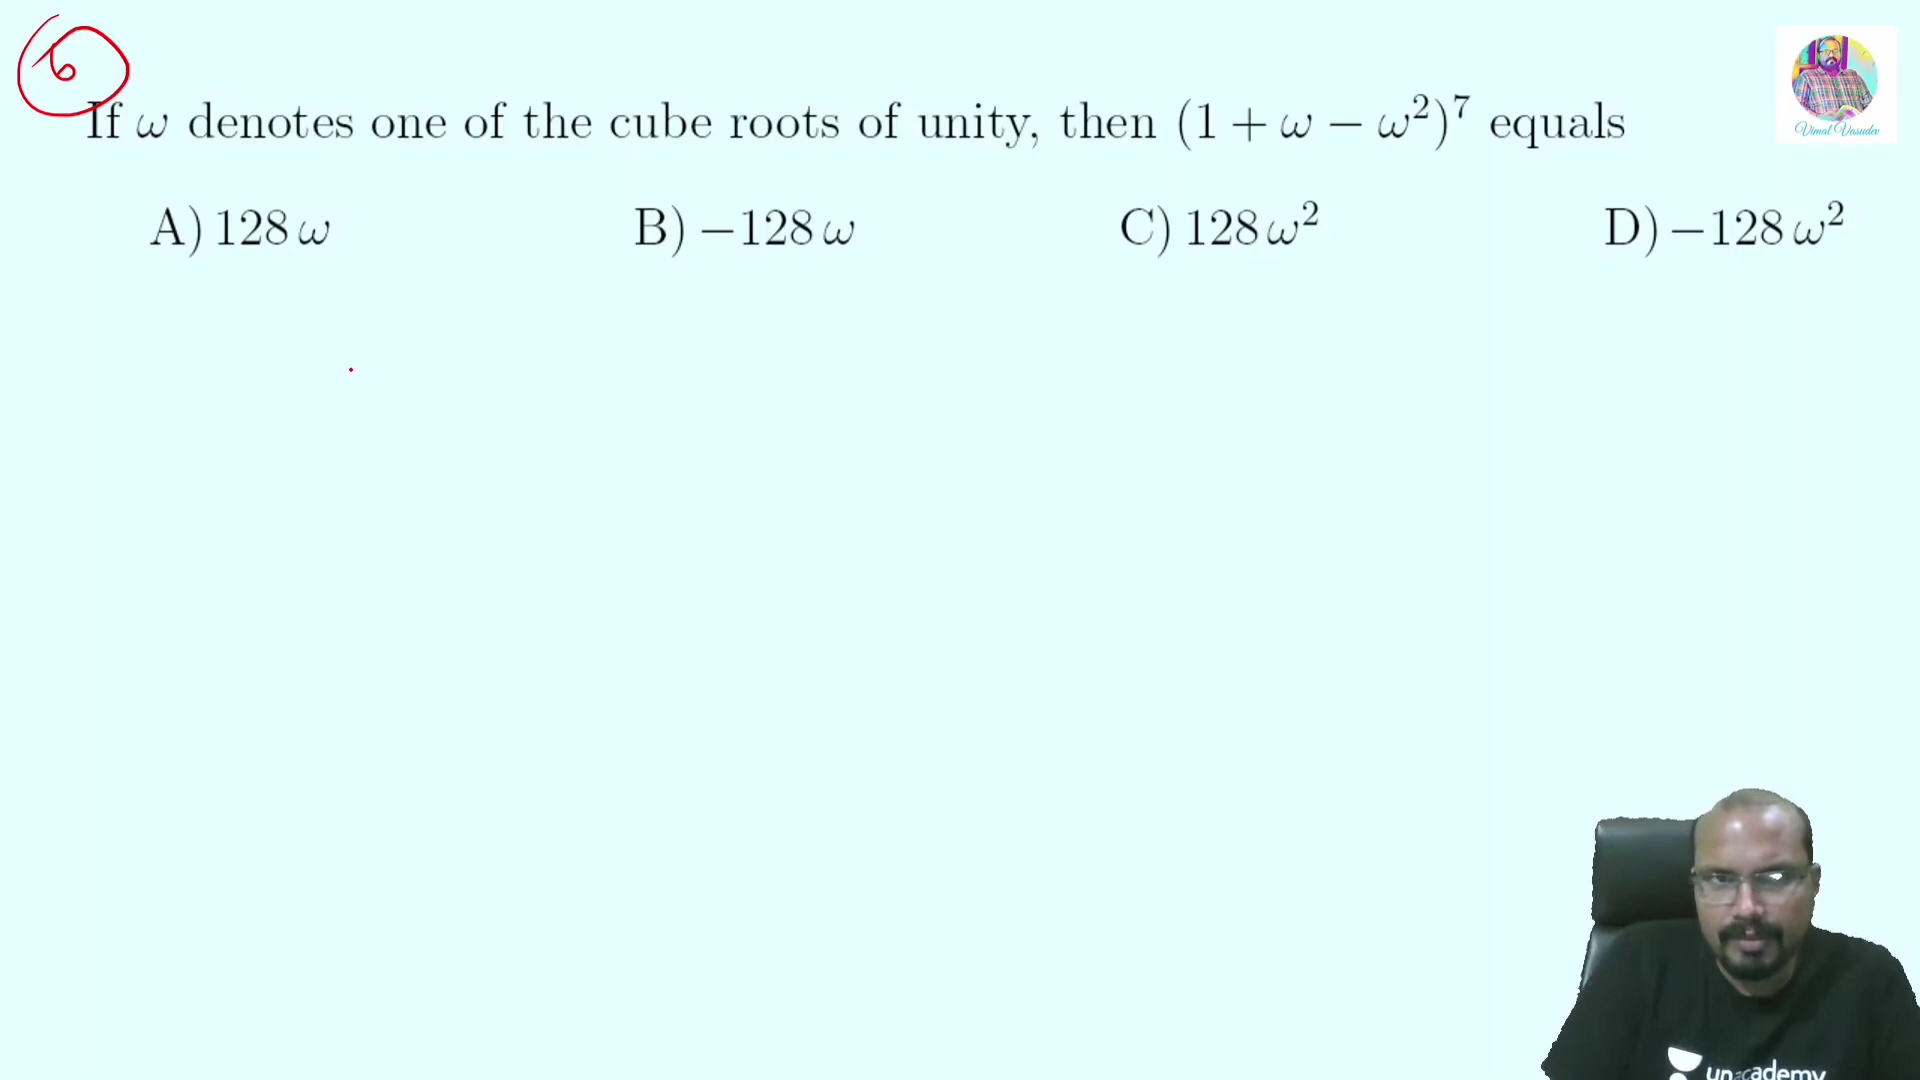 6
If ω denotes one of the cube roots of unity, then (1 + ω − ω²)⁷ equals
A) 128 ω B) −128 ω C) 128 ω² D) −128 ω²
Vimal Vasudev
unacademy